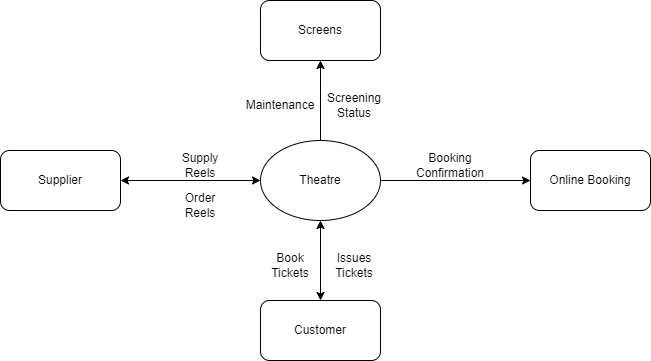 Screens
Maintenance
Screening
Status
Supply
Reels
Booking
Confirmation
Supplier
Theatre
Online Booking
Order
Reels
Book
Tickets
Issues
Tickets
Customer